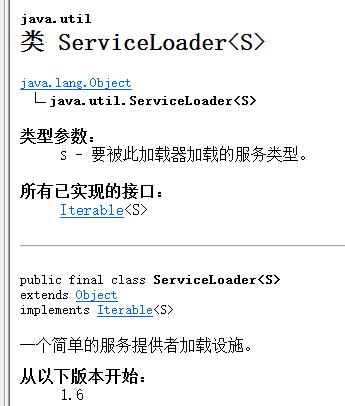 java.util
类 ServiceLoader<S>
java.lang.Object
java.util.ServiceLoader<S>
类型参数：
S - 要被此加载器加载的服务类型。
所有已实现的接口：
Iterable<S>
public final class ServiceLoader<S>
extends Object
implements Iterable<S>
一个简单的服务提供者加载设施。
从以下版本开始：
1.6